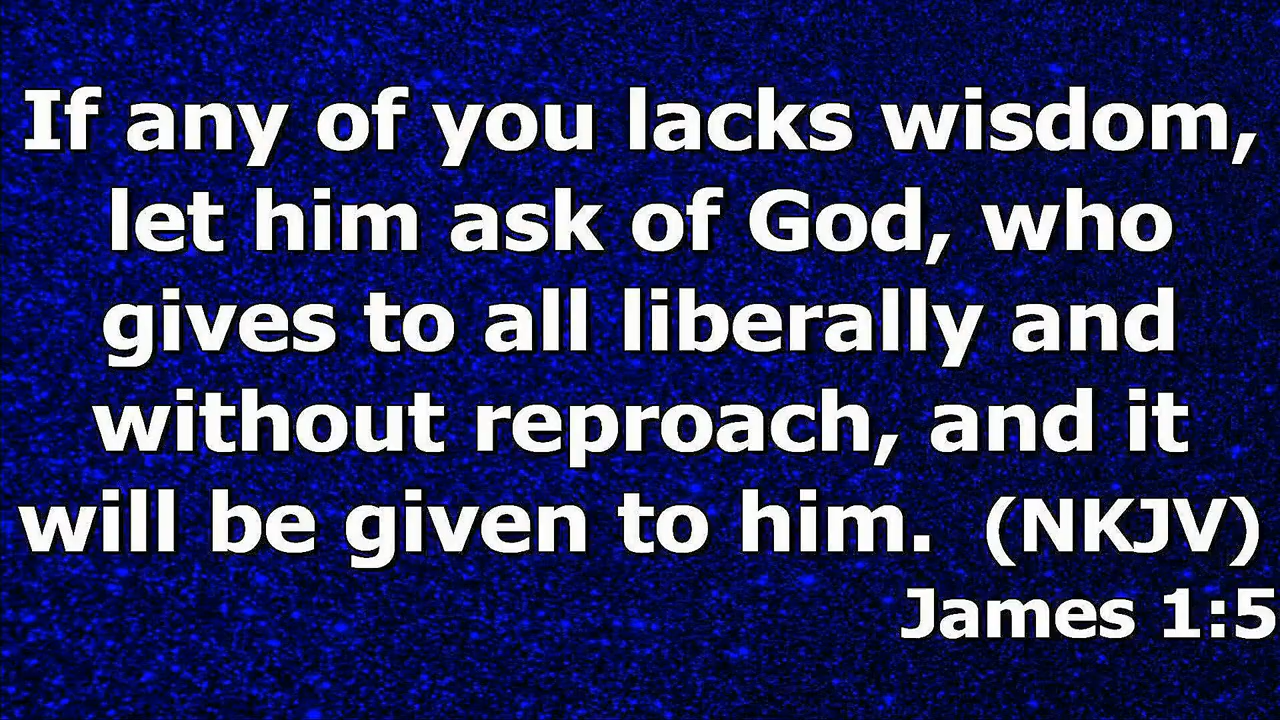 If any of you lacks wisdom,
let him ask of God, who
gives to all liberally and
without reproach, and it
will be given to him.  (NKJV)
James 1:5